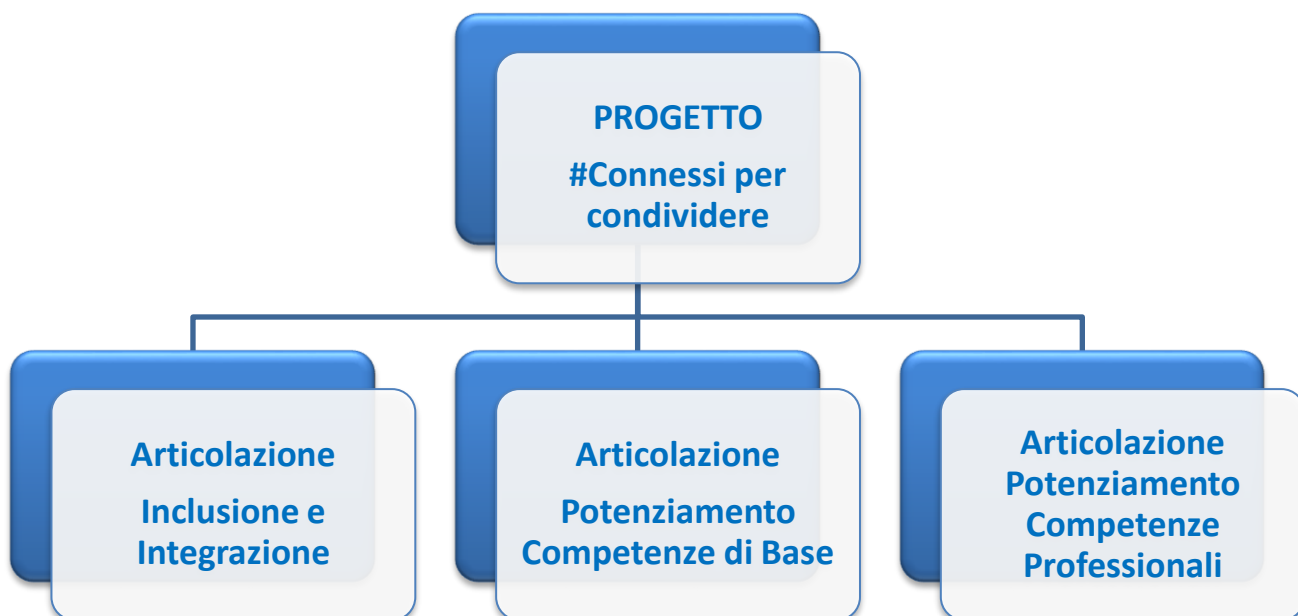 PROGETTO
#Connessi per
condividere
Articolazione
Inclusione e
Integrazione
Articolazione
Potenziamento
Competenze di Base
Articolazione
Potenziamento
Competenze
Professionali